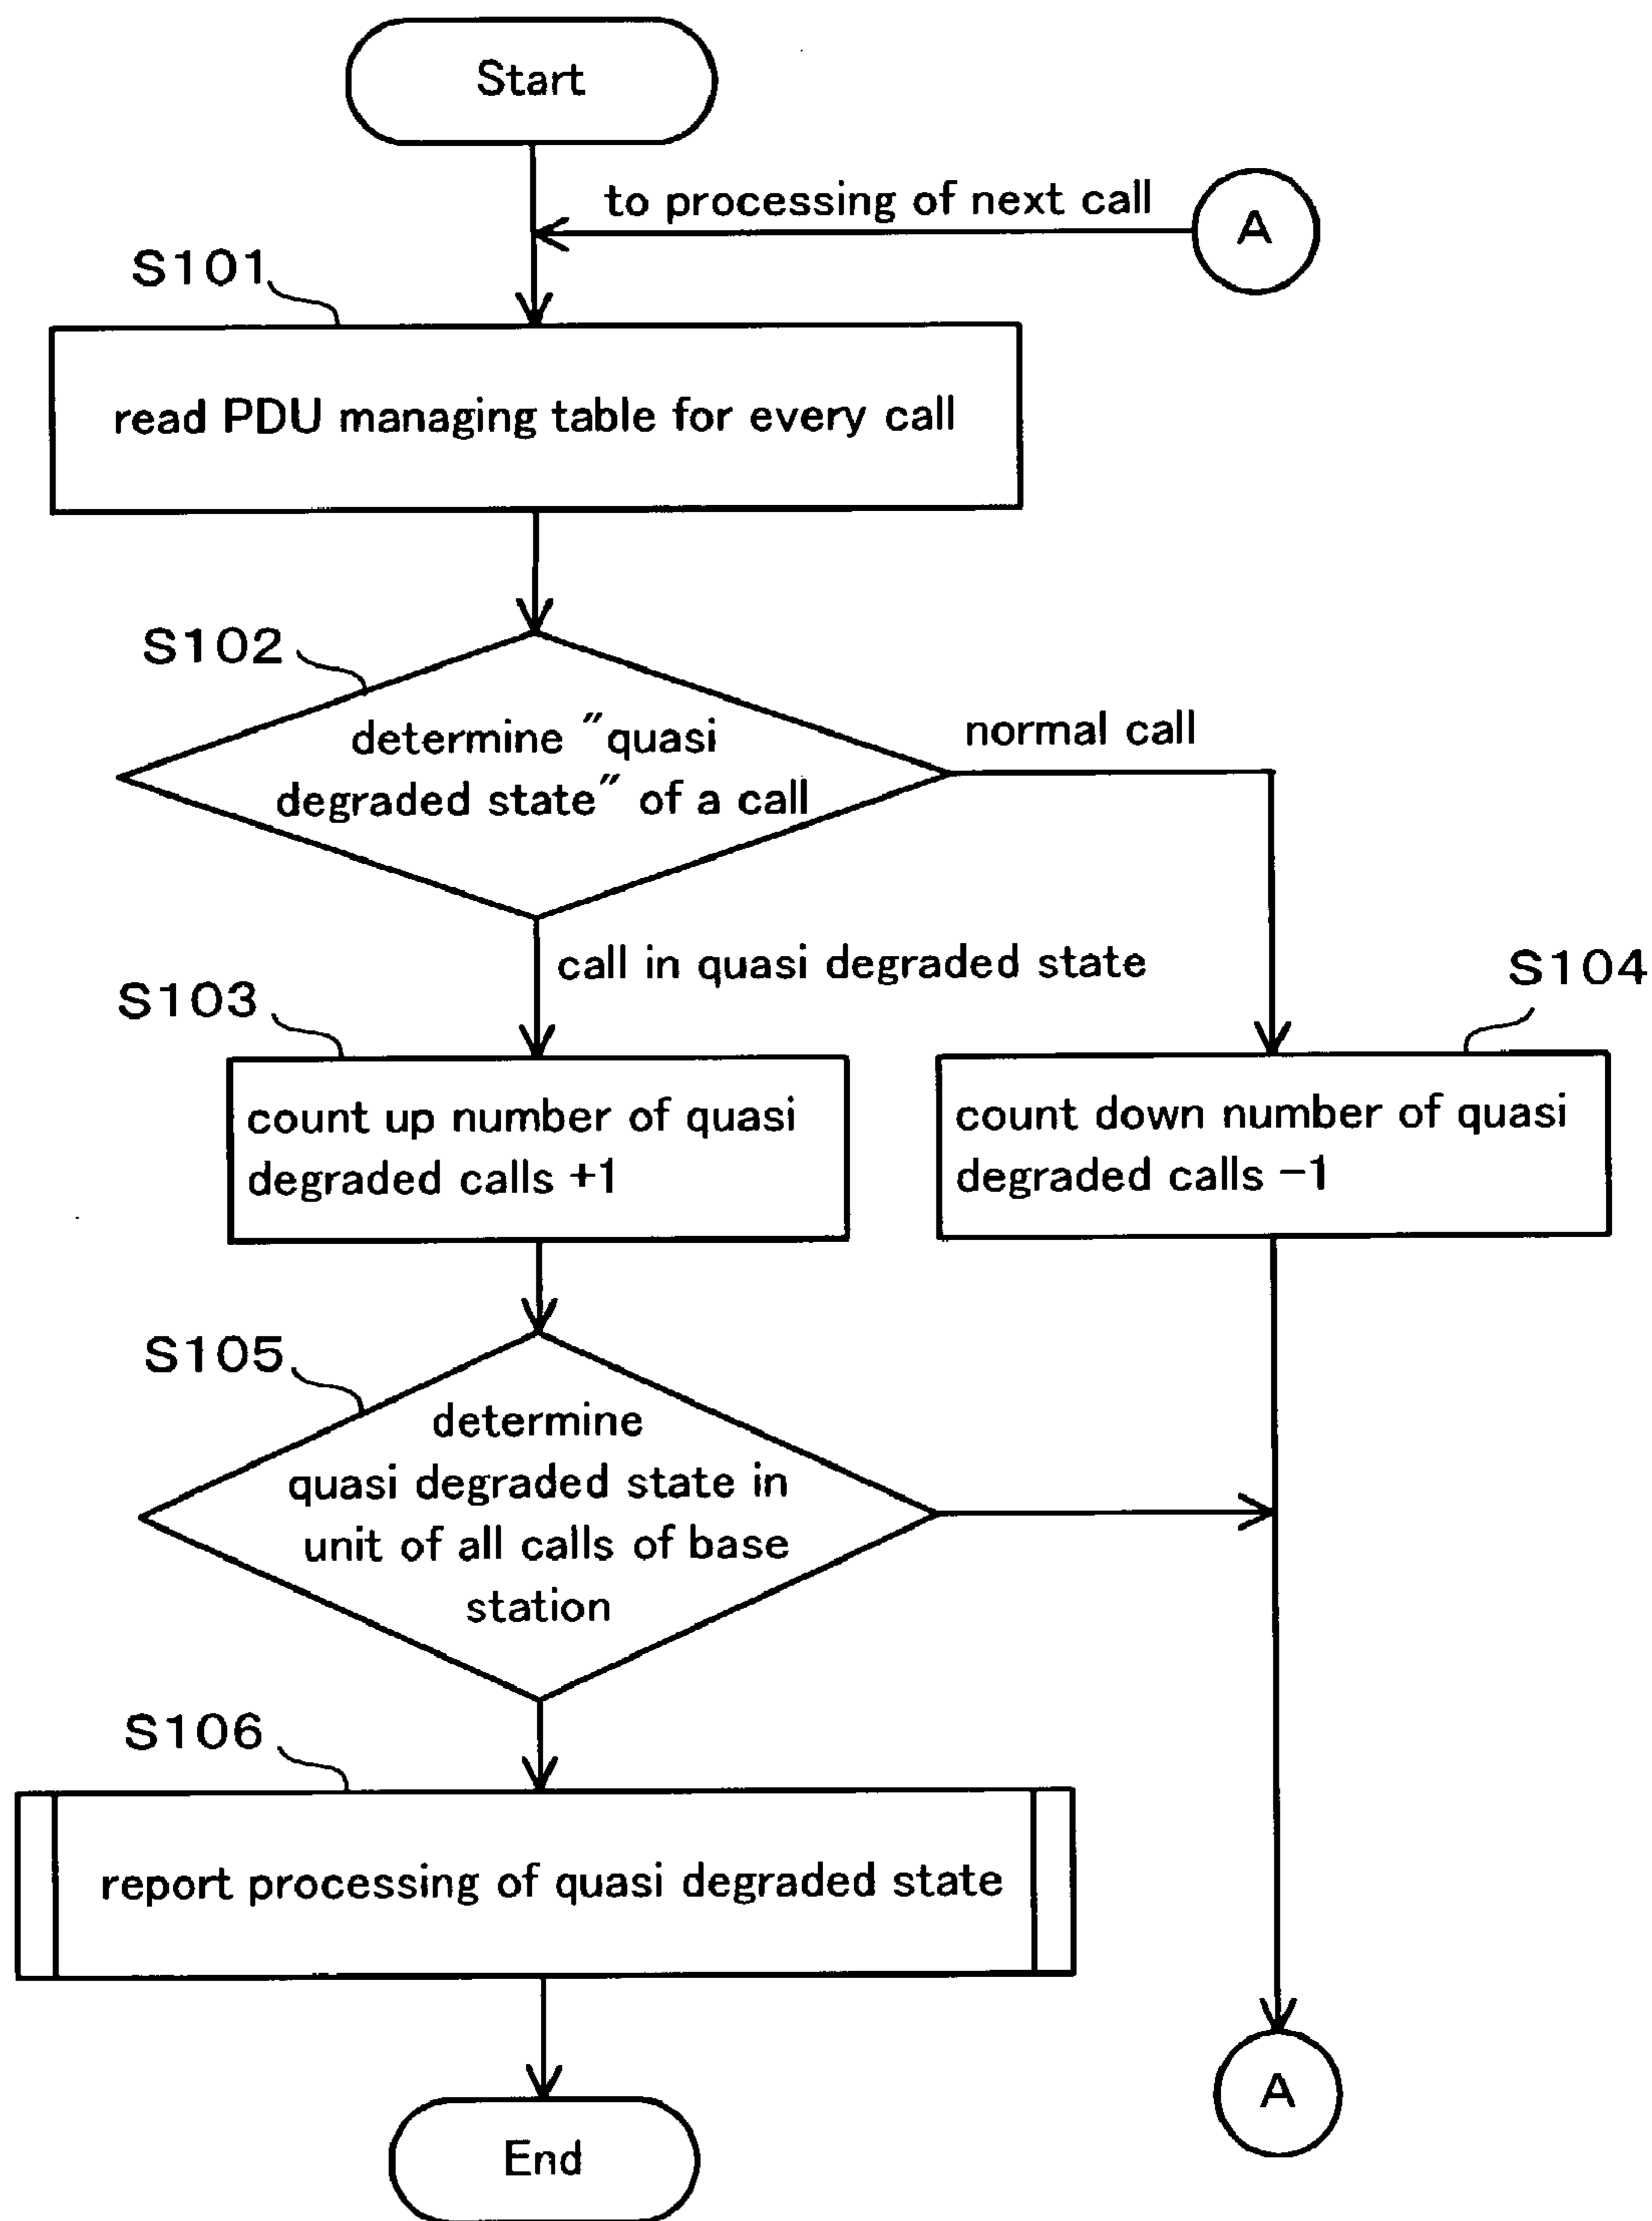 Start
to processing of next call
A
S101
read PDU managing table for every call
S102
determine "quasi
degraded state" of a call
normal call
call in quasi degraded state
S103
S104
count up number of quasi
degraded calls +1
count down number of quasi
degraded calls −1
S105
determine
quasi degraded state in
unit of all calls of base
station
S106
report processing of quasi degraded state
A
End